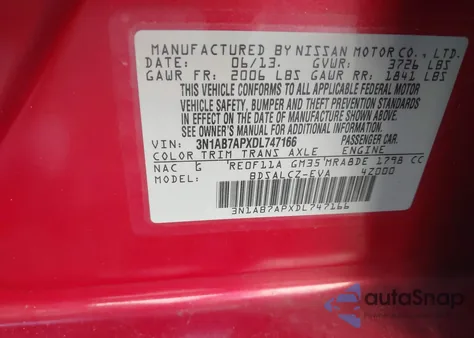 MANUFACTURED BY NISSAN MOTOR CO., LTD.
DATE: 06/13. GVWR: 3726 LBS
GAWR FR: 2006 LBS GAWR RR: 1841 LBS
THIS VEHICLE CONFORMS TO ALL APPLICABLE FEDERAL MOTOR
VEHICLE SAFETY, BUMPER AND THEFT PREVENTION STANDARDS
IN EFFECT ON THE DATE OF MANUFACTURE SHOWN ABOVE.
SEE OWNER'S MANUAL FOR ADDITIONAL INFORMATION
VIN: 3N1AB7APXDL747166 PASSENGER CAR.
COLOR TRIM TRANS AXLE ENGINE
NAC G RE0F11A GM35 MRA8DE 1798 CC
MODEL: BDSALCZ-EVA 4Z000
3N1AB7APXDL747166
autoSnap